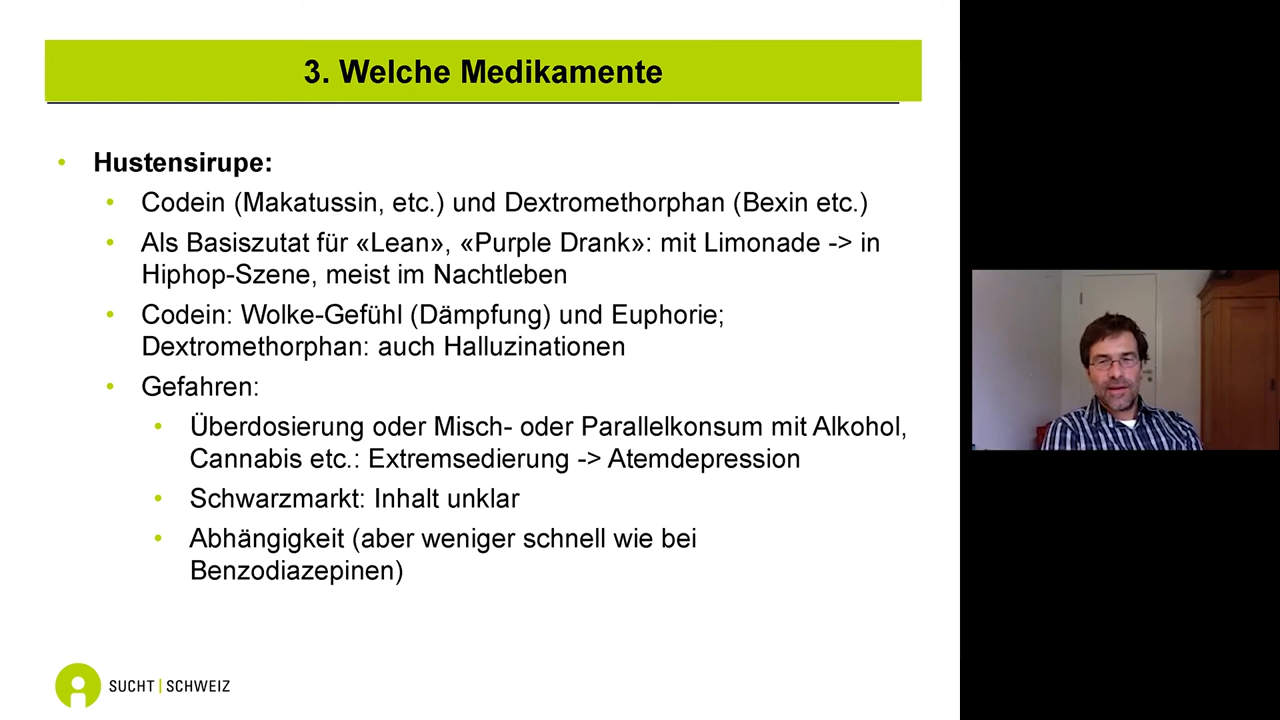 3. Welche Medikamente
• Hustensirupe:
• Codein (Makatussin, etc.) und Dextromethorphan (Bexin etc.)
• Als Basiszutat für «Lean», «Purple Drank»: mit Limonade -> in
Hiphop-Szene, meist im Nachtleben
• Codein: Wolke-Gefühl (Dämpfung) und Euphorie;
Dextromethorphan: auch Halluzinationen
• Gefahren:
• Überdosierung oder Misch- oder Parallelkonsum mit Alkohol,
Cannabis etc.: Extremsedierung -> Atemdepression
• Schwarzmarkt: Inhalt unklar
• Abhängigkeit (aber weniger schnell wie bei
Benzodiazepinen)
SUCHT | SCHWEIZ